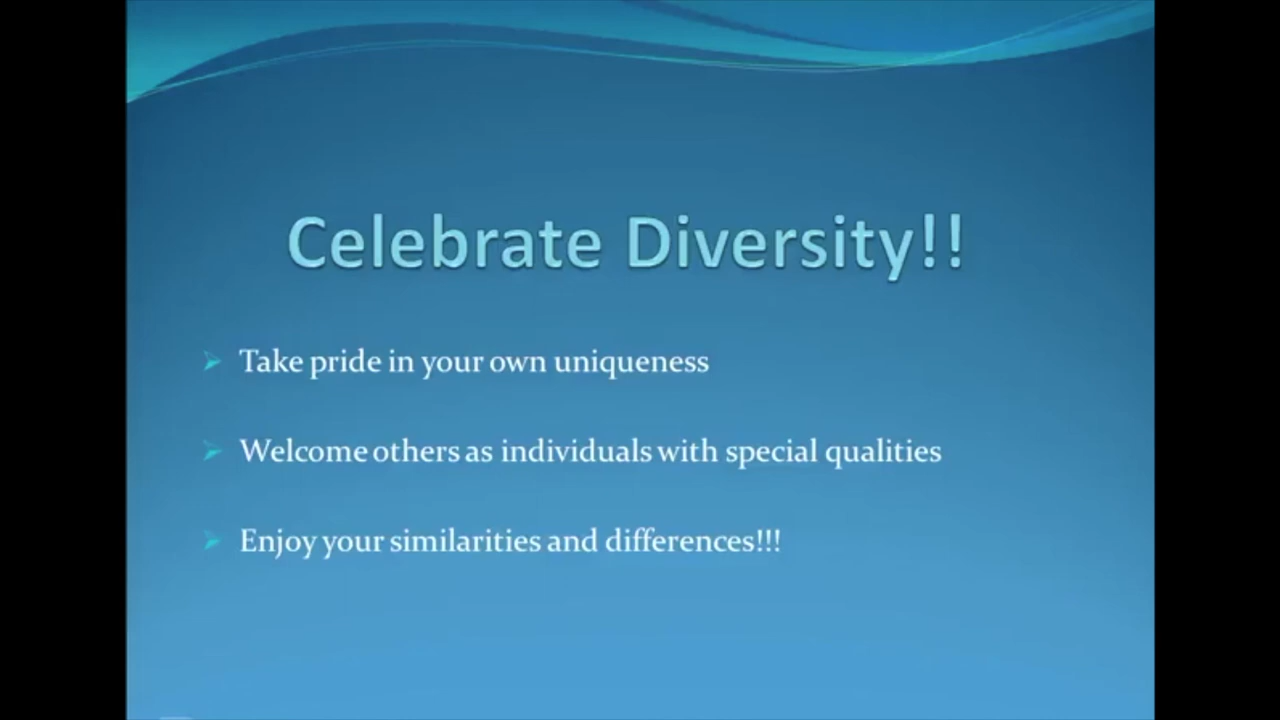 Celebrate Diversity!!
Take pride in your own uniqueness
Welcome others as individuals with special qualities
Enjoy your similarities and differences!!!